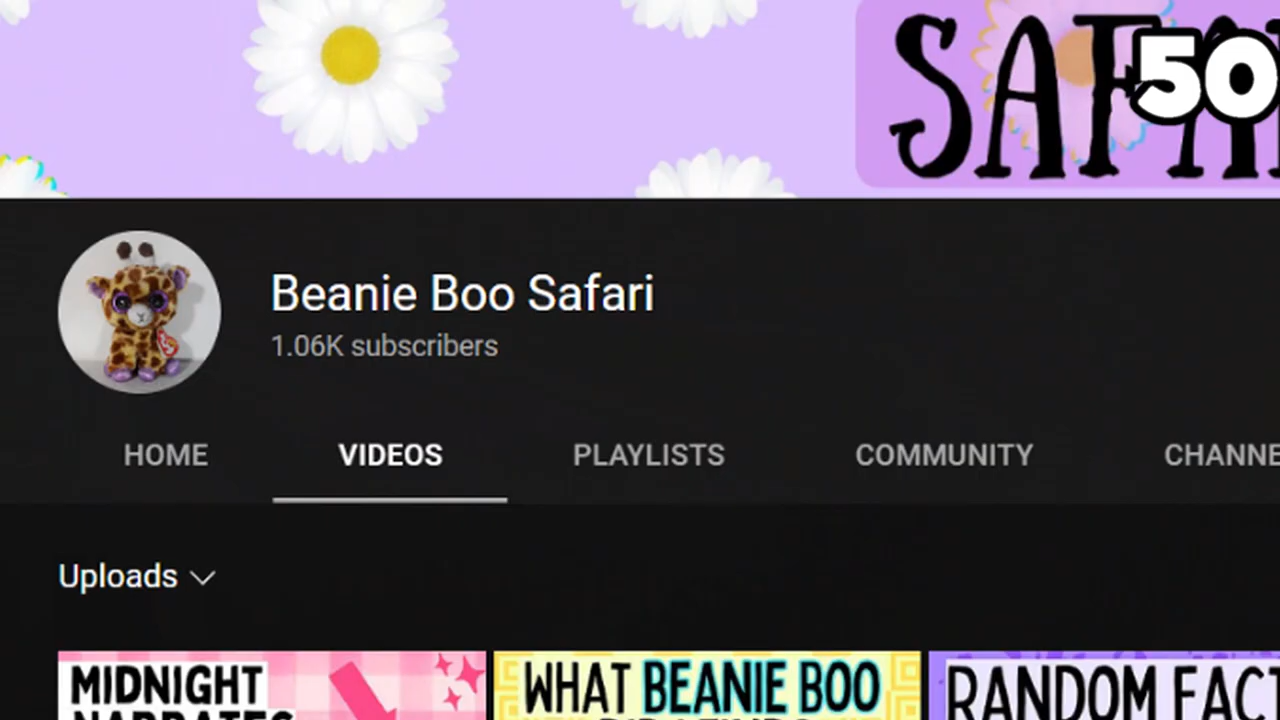 SAFA
50
Beanie Boo Safari
1.06K subscribers
HOME VIDEOS PLAYLISTS COMMUNITY CHANNE
Uploads
MIDNIGHT WHAT BEANIE BOO RANDOM FACT
NARRATES